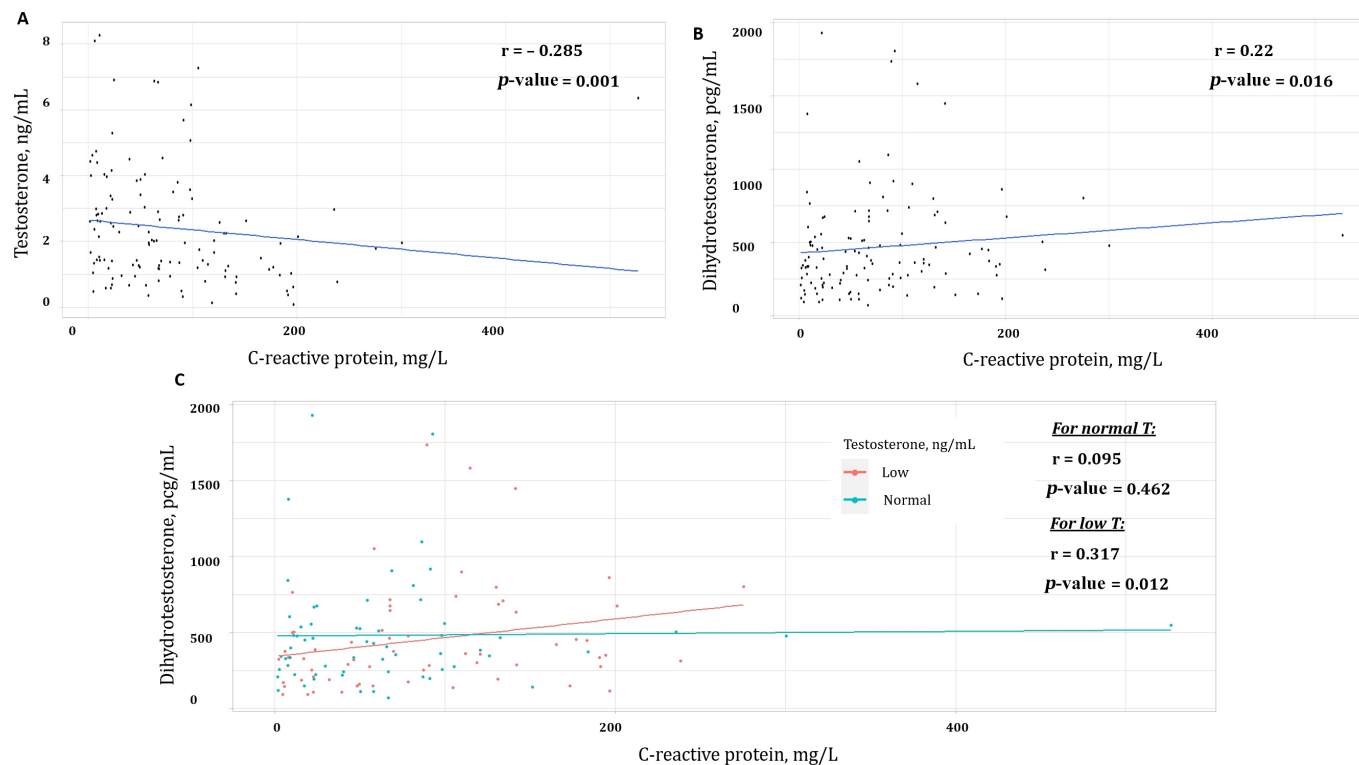 A
8
6
4
2
0
0
200
400
Testosterone, ng/mL
C-reactive protein, mg/L
r = – 0.285
p-value = 0.001
B
2000
1500
1000
500
0
0
200
400
Dihydrotestosterone, pcg/mL
C-reactive protein, mg/L
r = 0.22
p-value = 0.016
C
2000
1500
1000
500
0
0
200
400
Dihydrotestosterone, pcg/mL
C-reactive protein, mg/L
Testosterone, ng/mL
Low
Normal
For normal T:
r = 0.095
p-value = 0.462
For low T:
r = 0.317
p-value = 0.012